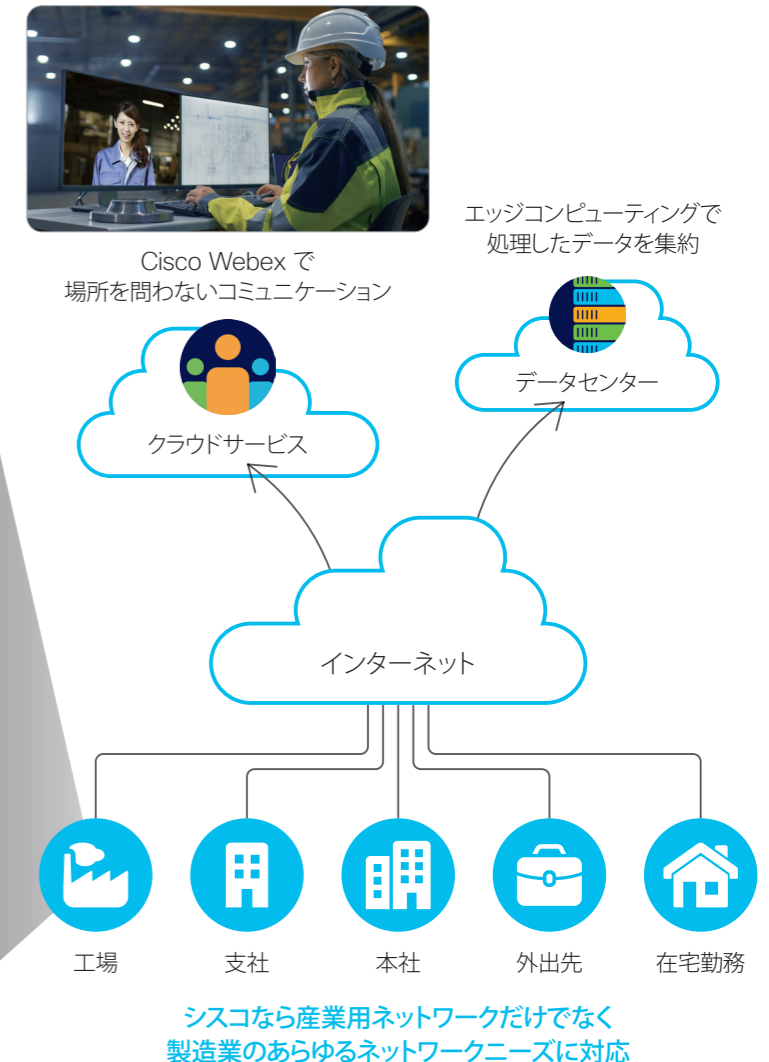 Cisco Webex で
場所を問わないコミュニケーション
エッジコンピューティングで
処理したデータを集約
クラウドサービス
データセンター
インターネット
工場
支社
本社
外出先
在宅勤務
シスコなら産業用ネットワークだけでなく
製造業のあらゆるネットワークニーズに対応